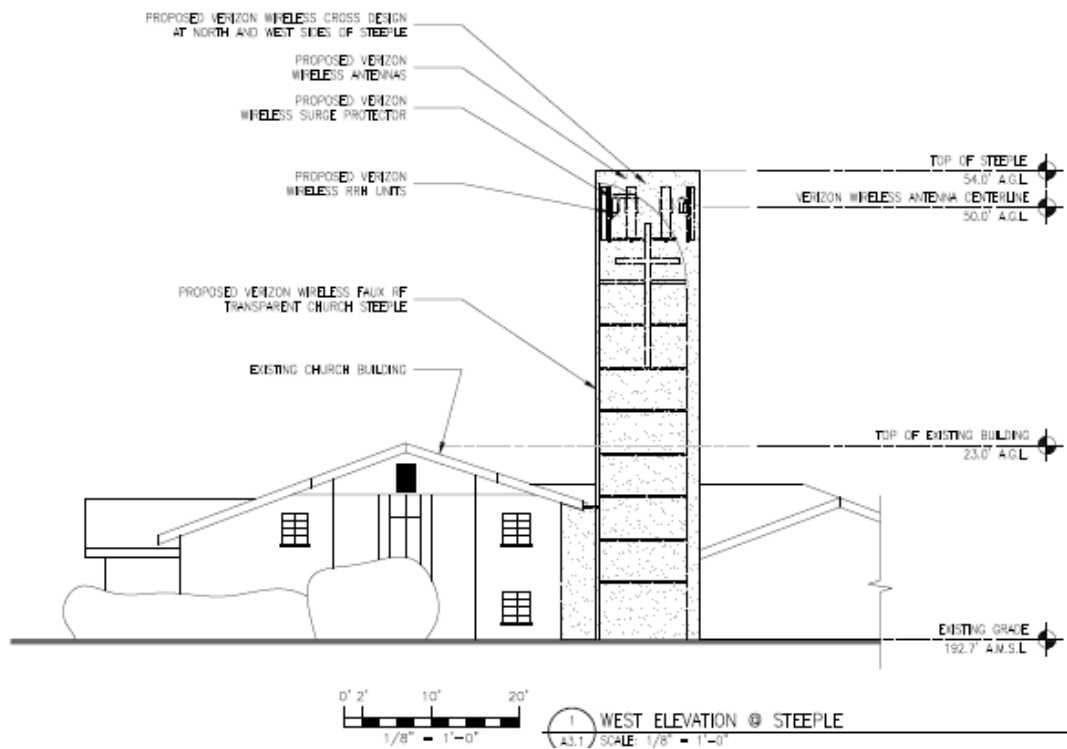 PROPOSED VERIZON WIRELESS CROSS DESIGN
AT NORTH AND WEST SIDES OF STEEPLE
PROPOSED VERIZON
WIRELESS ANTENNAS
PROPOSED VERIZON
WIRELESS SURGE PROTECTOR
PROPOSED VERIZON
WIRELESS RRH UNITS
PROPOSED VERIZON WIRELESS FAUX RF
TRANSPARENT CHURCH STEEPLE
EXISTING CHURCH BUILDING
TOP OF STEEPLE
54.0' A.G.L
VERIZON WIRELESS ANTENNA CENTERLINE
50.0' A.G.L
TOP OF EXISTING BUILDING
23.0' A.G.L
EXISTING GRADE
192.7' A.M.S.L
0' 2' 10' 20'
1/8" = 1'-0"
1
A3.1
WEST ELEVATION @ STEEPLE
SCALE: 1/8" = 1'-0"